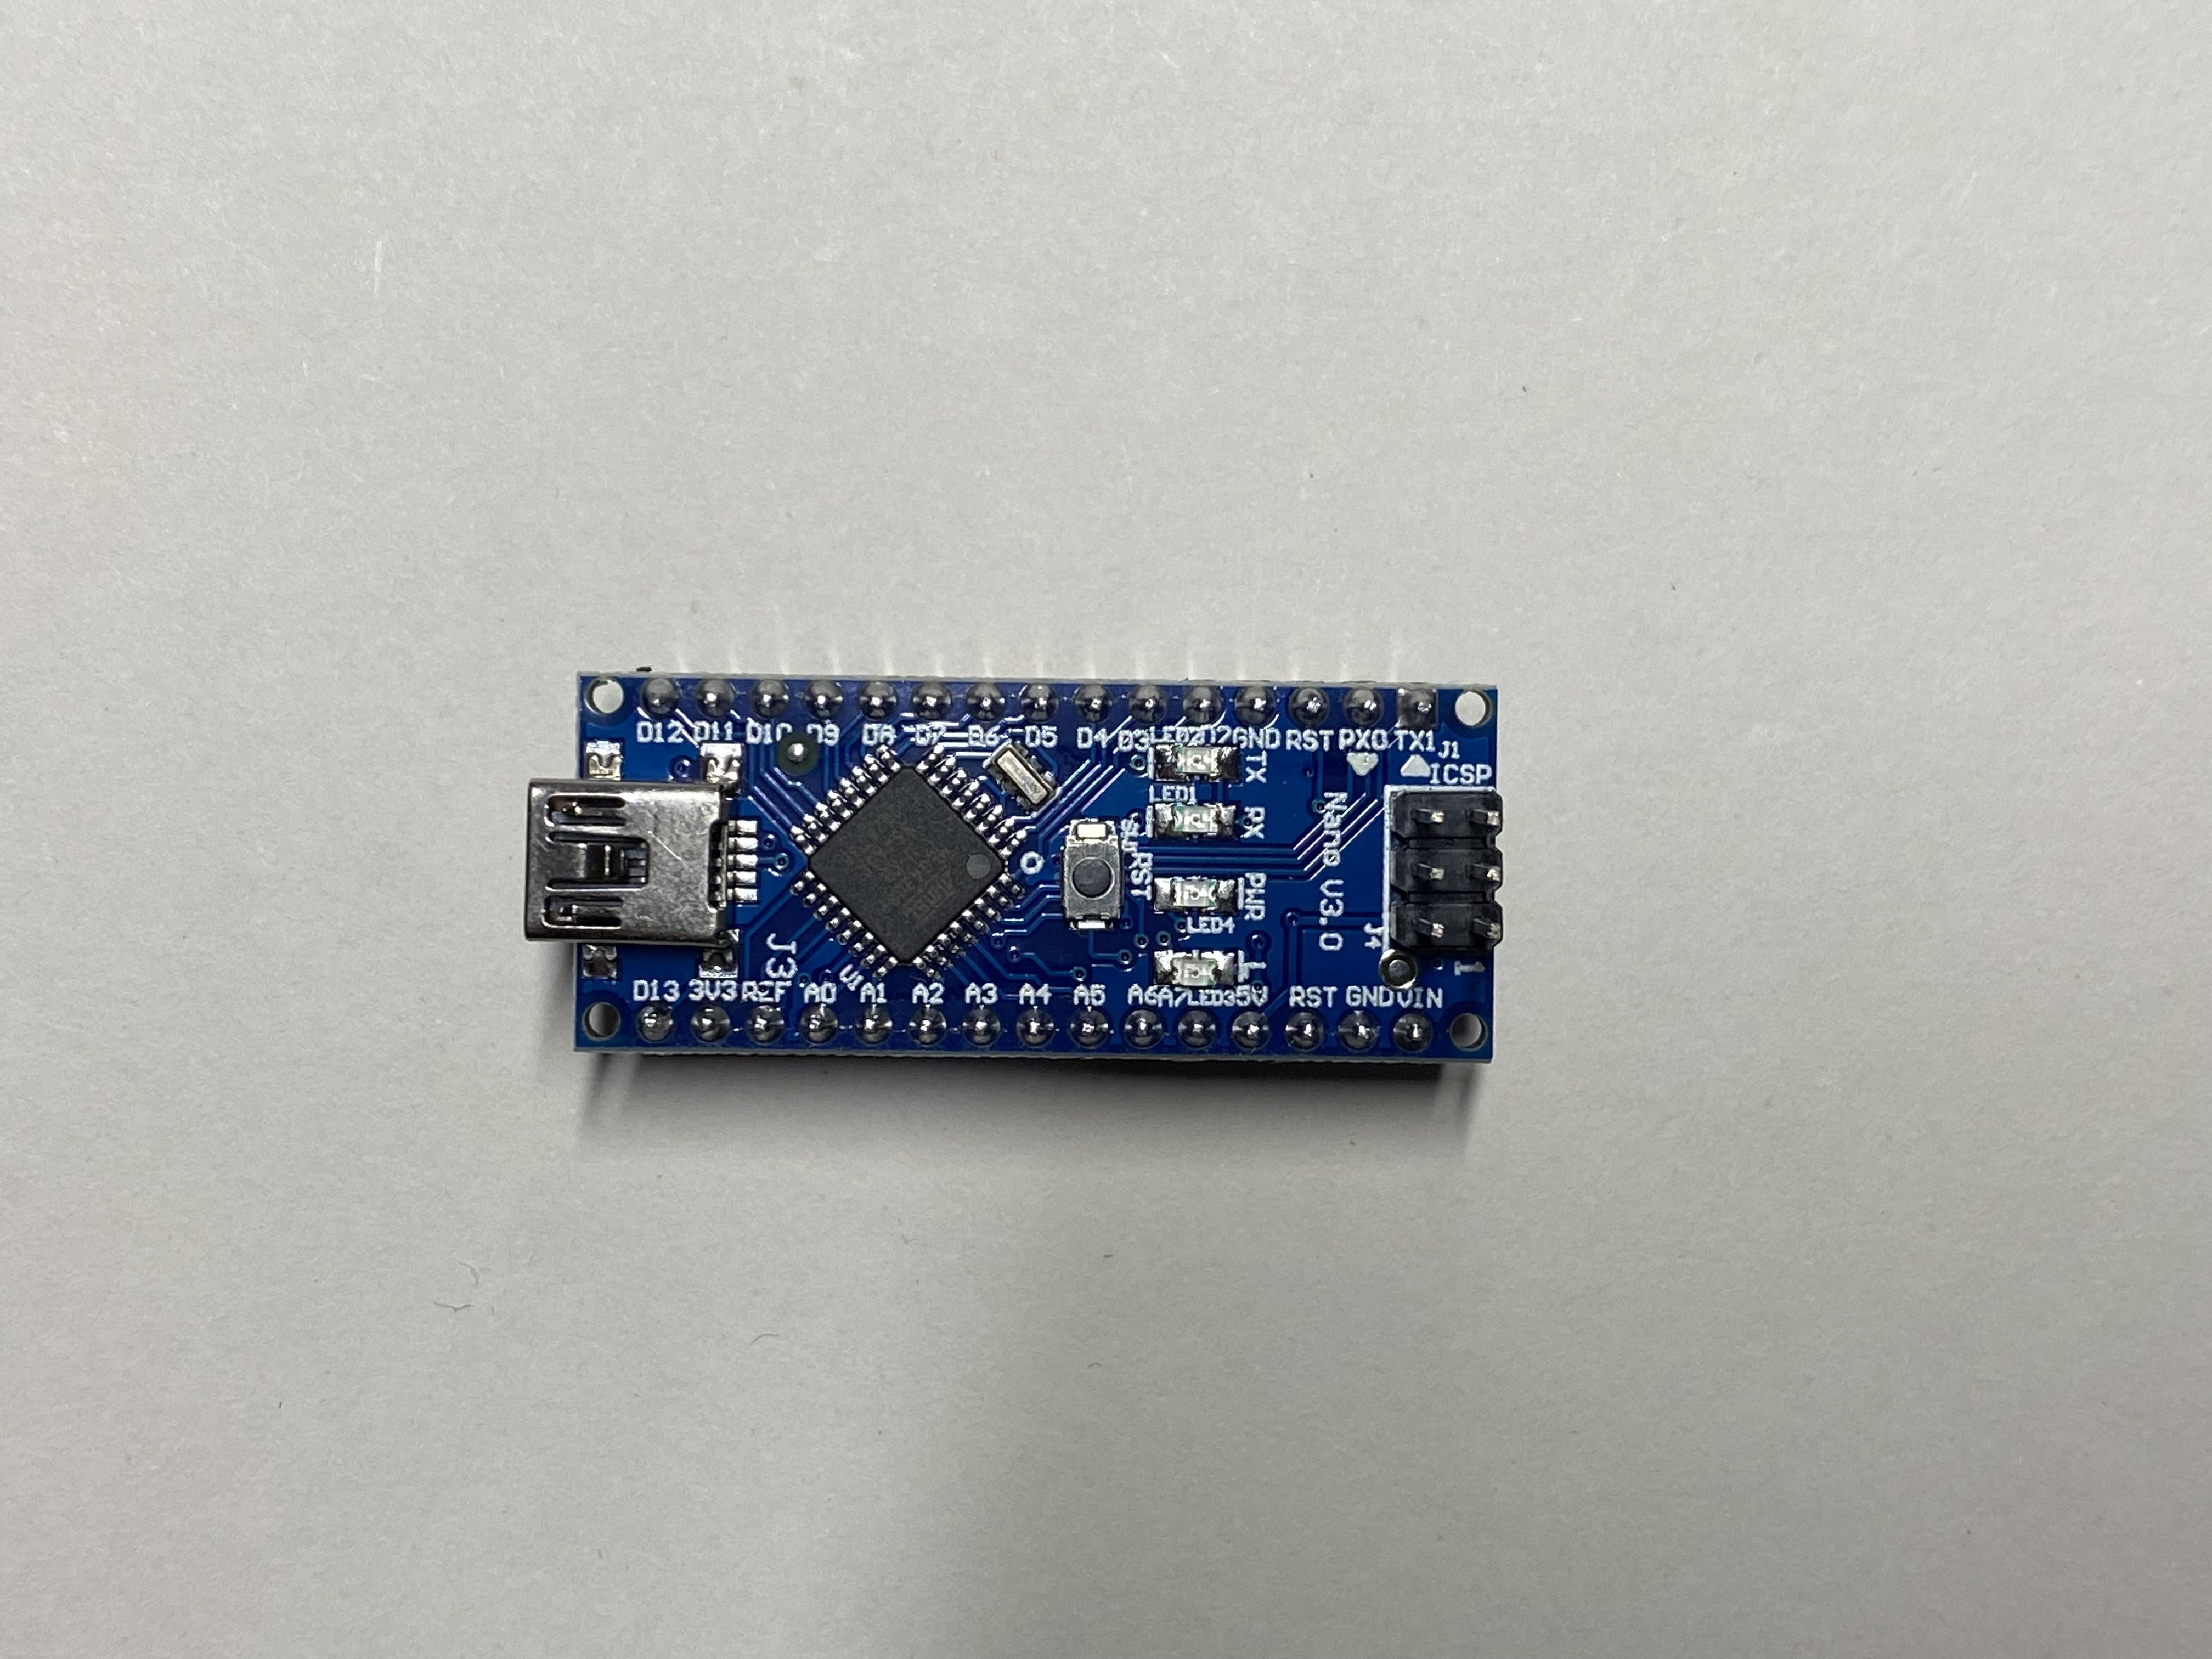 D12 D11 D10 D9 D8 D7 D6 D5 D4 D3 LED2 D2 GND RST RX0 TX1 J1
ICSP
TX
LED1
RX
RST
PWR
LED4
L
Nano V3.0
J4
1
J3
U1
D13 3V3 REF A0 A1 A2 A3 A4 A5 A6 A7 LED3 5V RST GND VIN